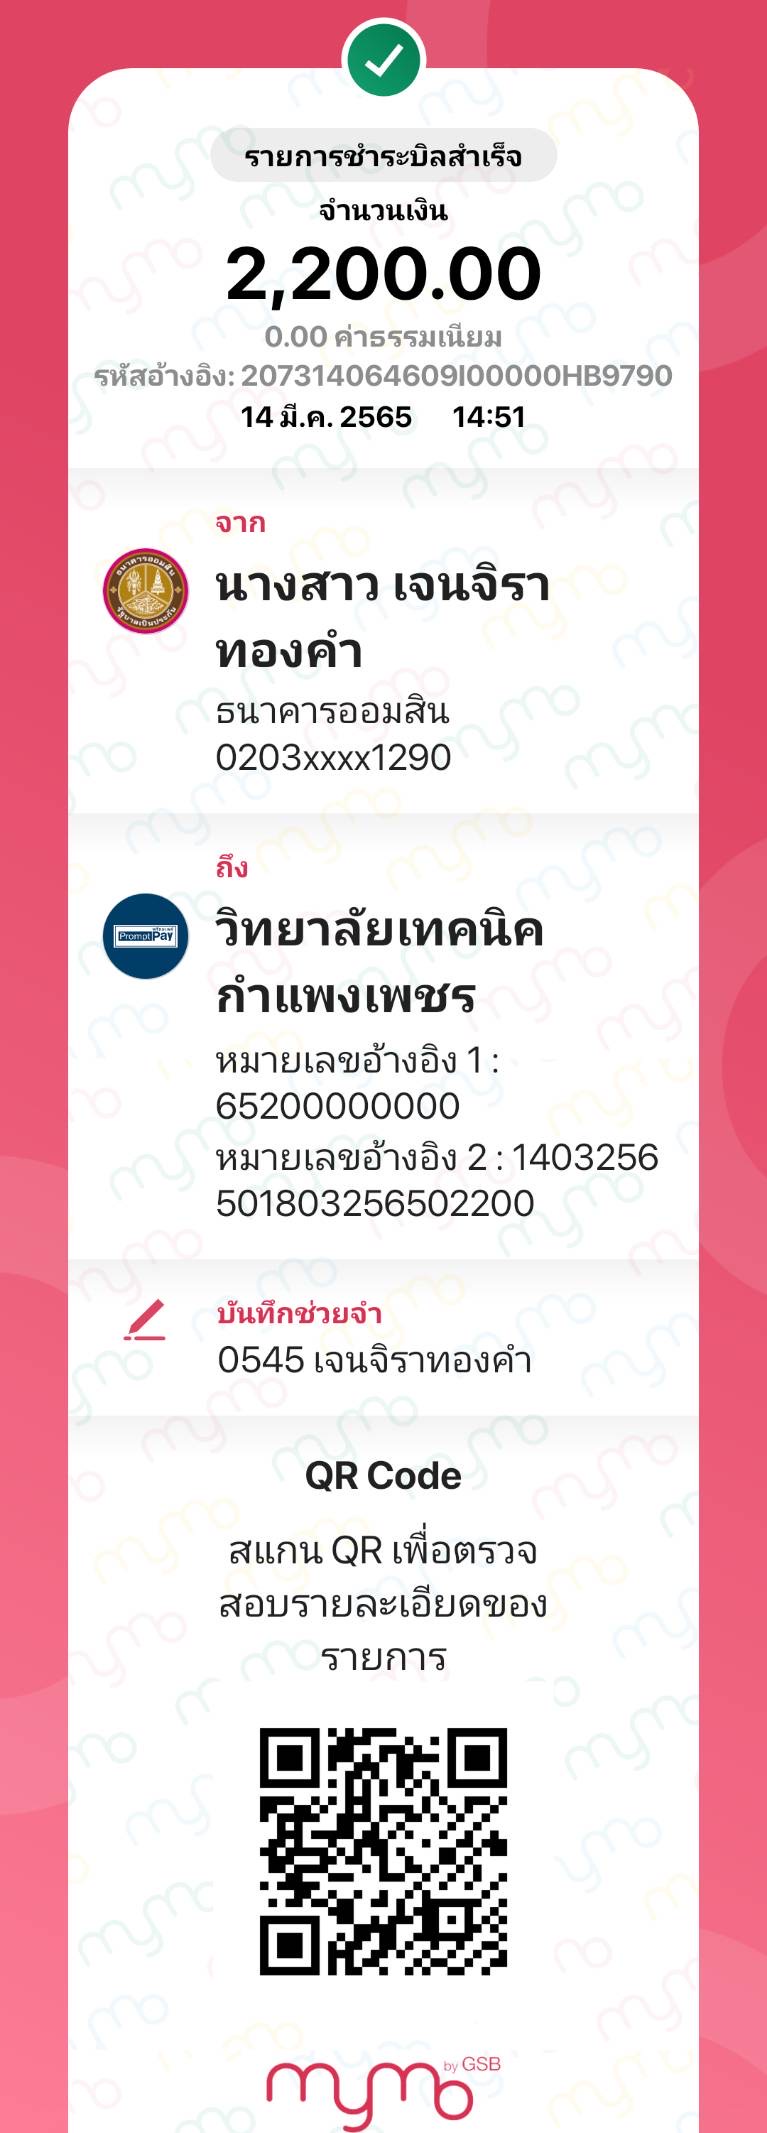 รายการชำระบิลสำเร็จ
จำนวนเงิน
2,200.00
0.00 ค่าธรรมเนียม
รหัสอ้างอิง: 207314064609I00000HB9790
14 มี.ค. 2565 14:51
จาก
นางสาว เจนจิรา
ทองคำ
ธนาคารออมสิน
0203xxxx1290
ถึง
PromptPay
วิทยาลัยเทคนิค
กำแพงเพชร
หมายเลขอ้างอิง 1 :
65200000000
หมายเลขอ้างอิง 2 : 1403256
501803256502200
บันทึกช่วยจำ
0545 เจนจิราทองคำ
QR Code
สแกน QR เพื่อตรวจ
สอบรายละเอียดของ
รายการ
mymo by GSB